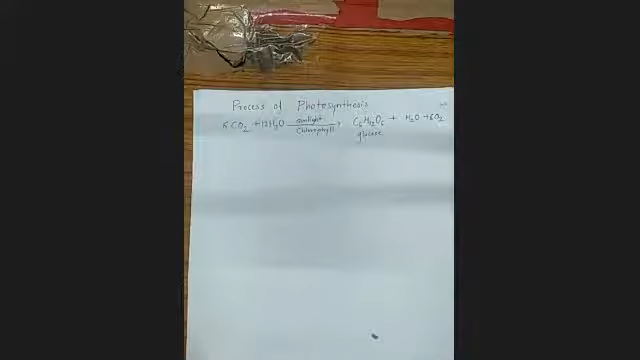 Process of Photosynthesis
6CO2 + 12H2O sunlight Chlorophyll → C6H12O6 + H2O + 6O2
glucose